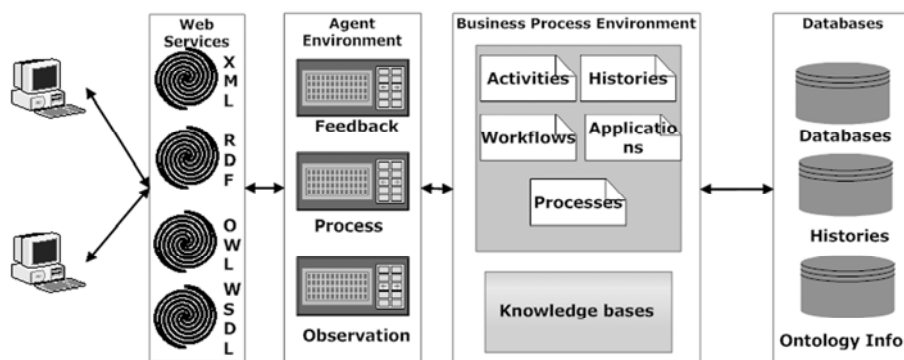 Web
Services
X
M
L
R
D
F
O
W
L
W
S
D
L
Agent
Environment
Feedback
Process
Observation
Business Process Environment
Activities
Histories
Workflows
Applicatio
ns
Processes
Knowledge bases
Databases
Databases
Histories
Ontology Info